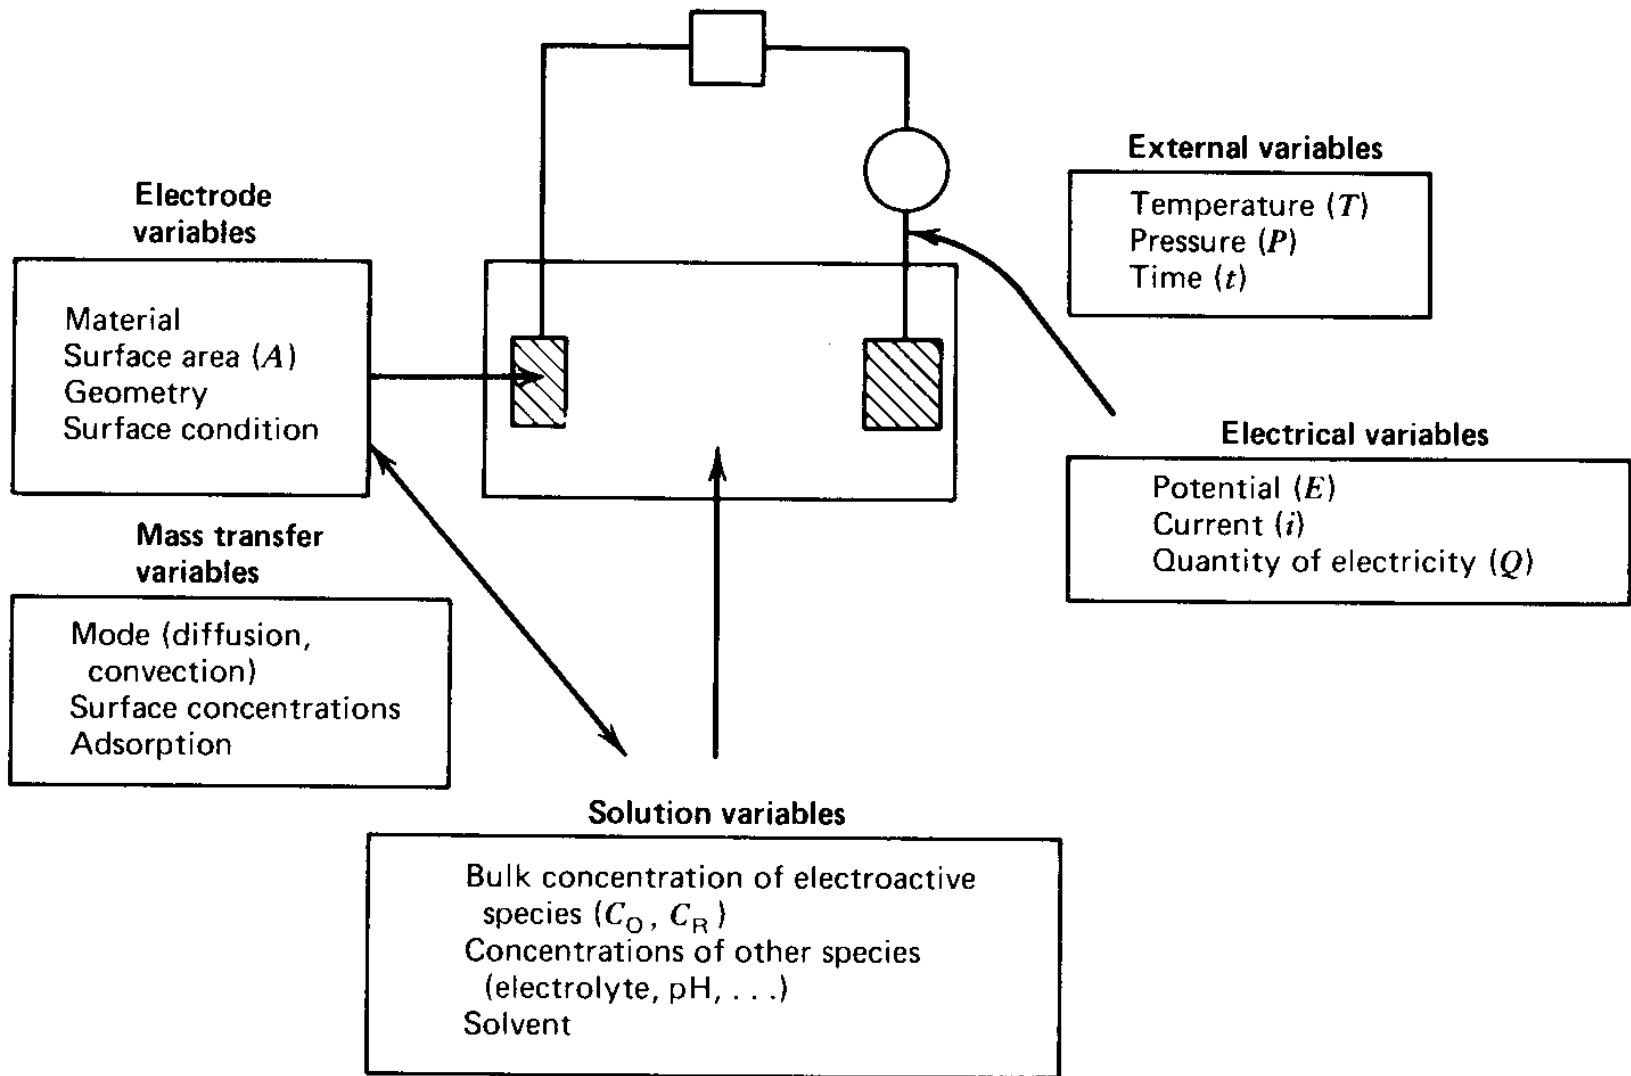 Electrode
variables
Material
Surface area (A)
Geometry
Surface condition
Mass transfer
variables
Mode (diffusion,
convection)
Surface concentrations
Adsorption
External variables
Temperature (T)
Pressure (P)
Time (t)
Electrical variables
Potential (E)
Current (i)
Quantity of electricity (Q)
Solution variables
Bulk concentration of electroactive
species (C_O, C_R)
Concentrations of other species
(electrolyte, pH, . . .)
Solvent